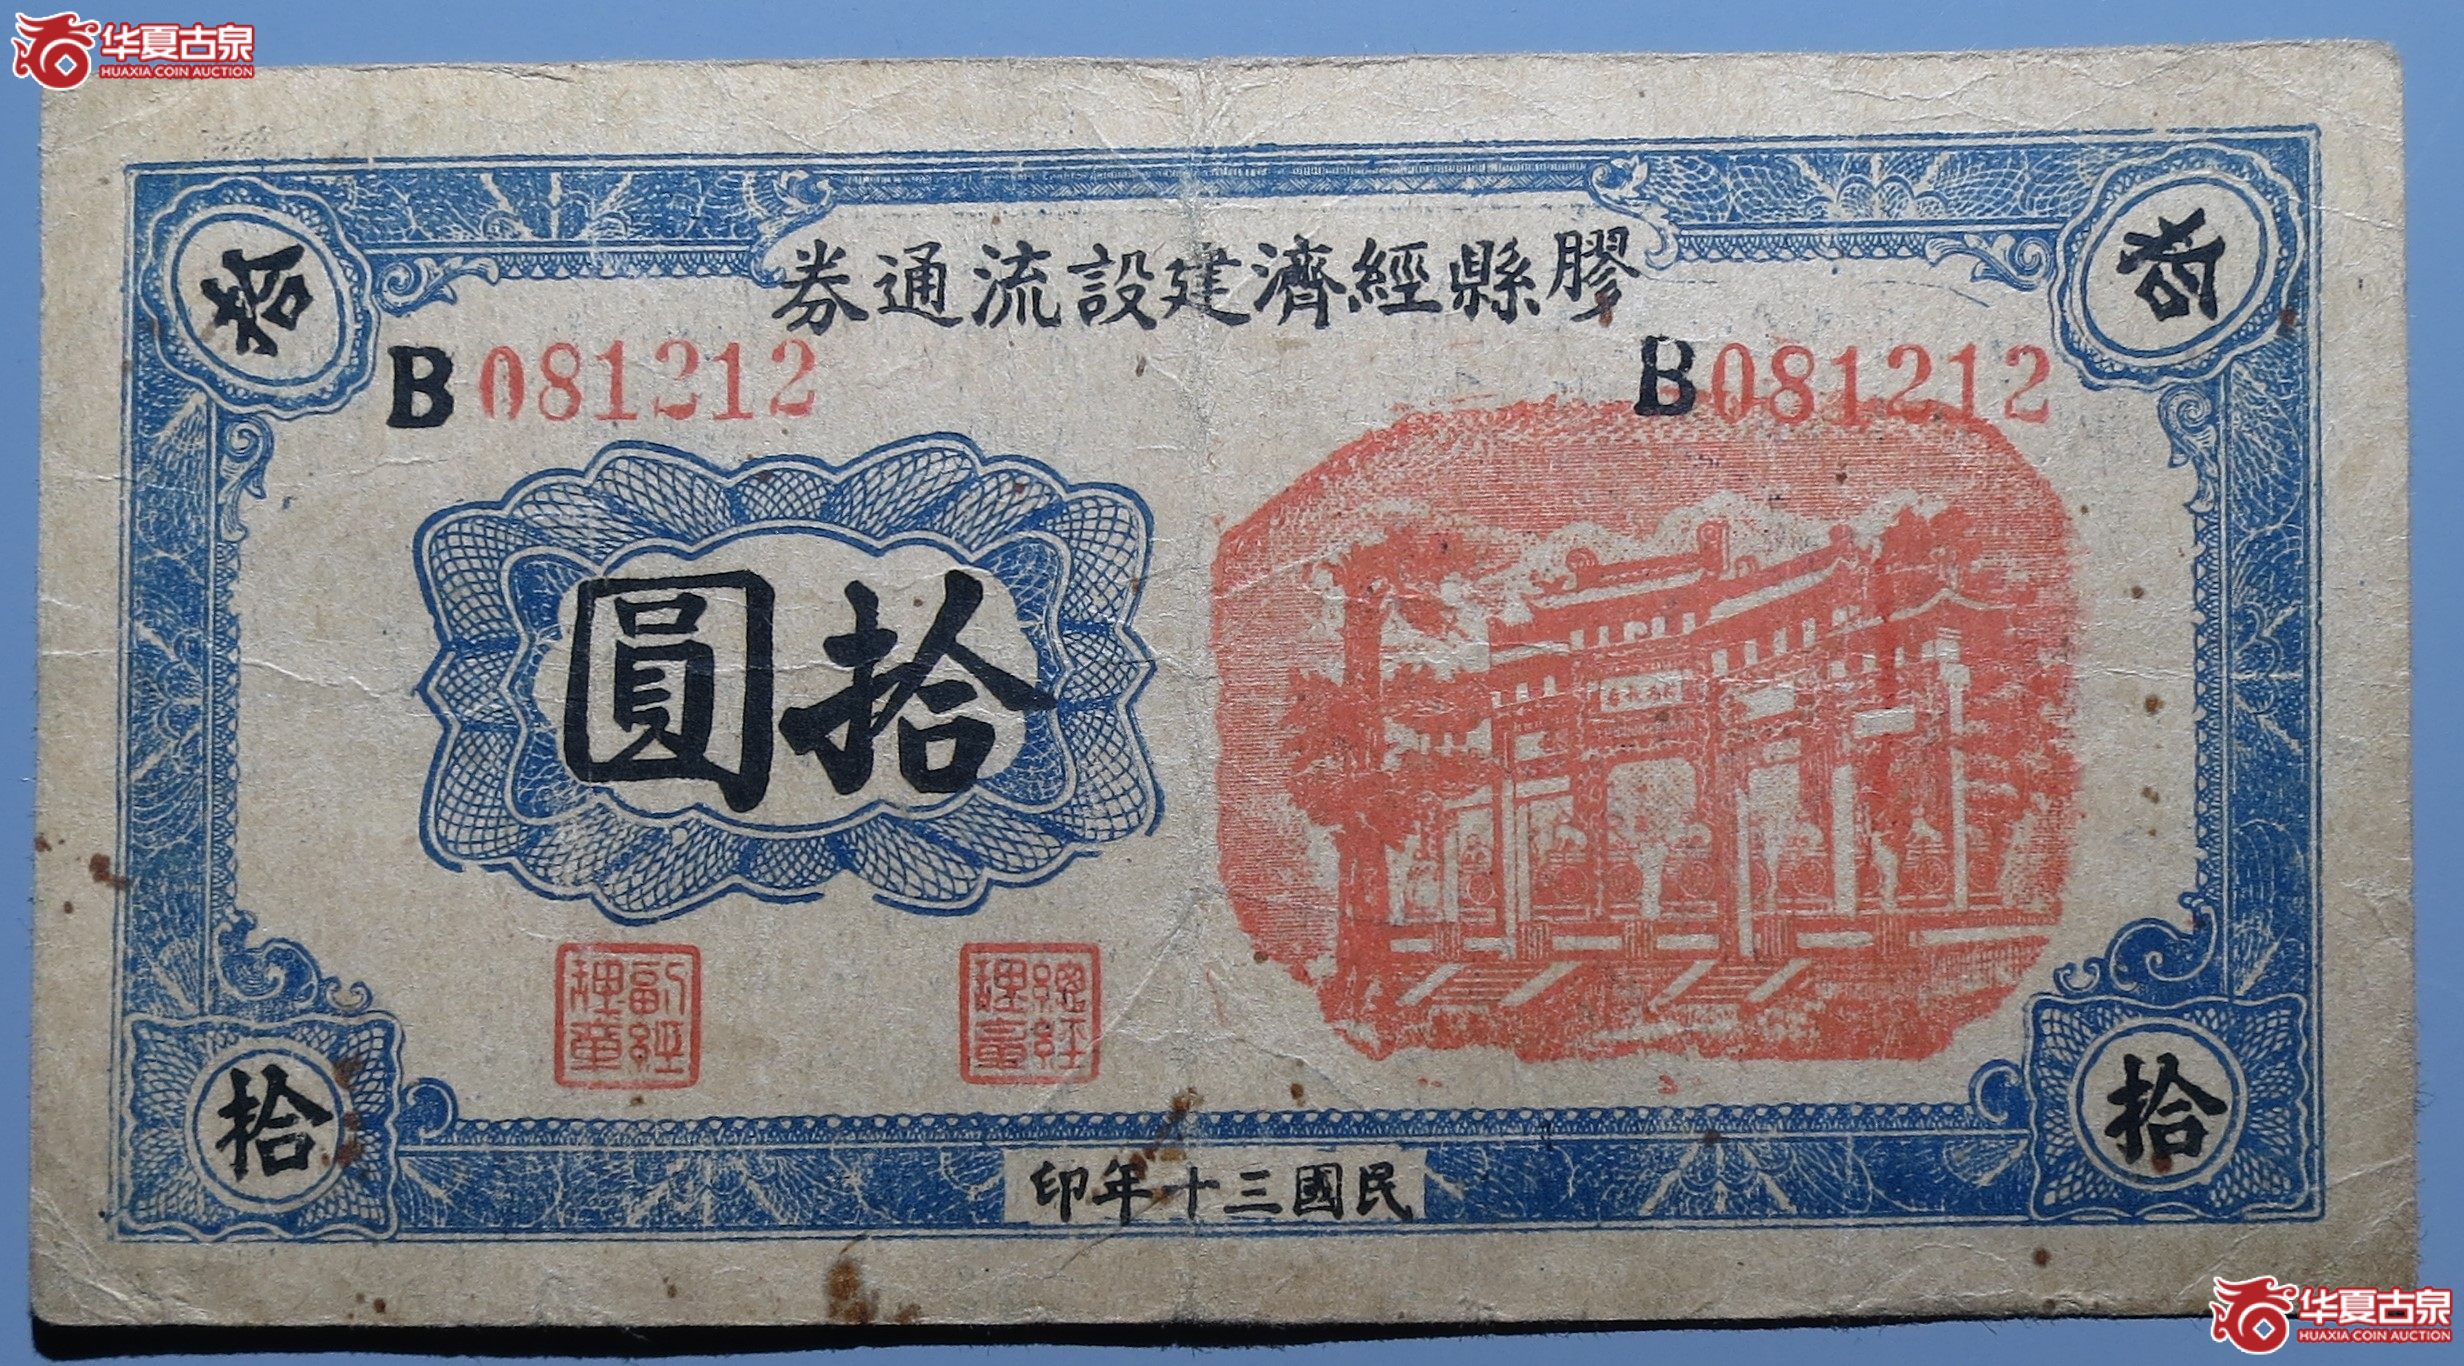 华夏古泉
HUAXIA COIN AUCTION
膠縣經濟建設流通券
拾
拾
B081212
B081212
拾圓
總經理章
副經理章
拾
拾
民國三十年印
华夏古泉
HUAXIA COIN AUCTION